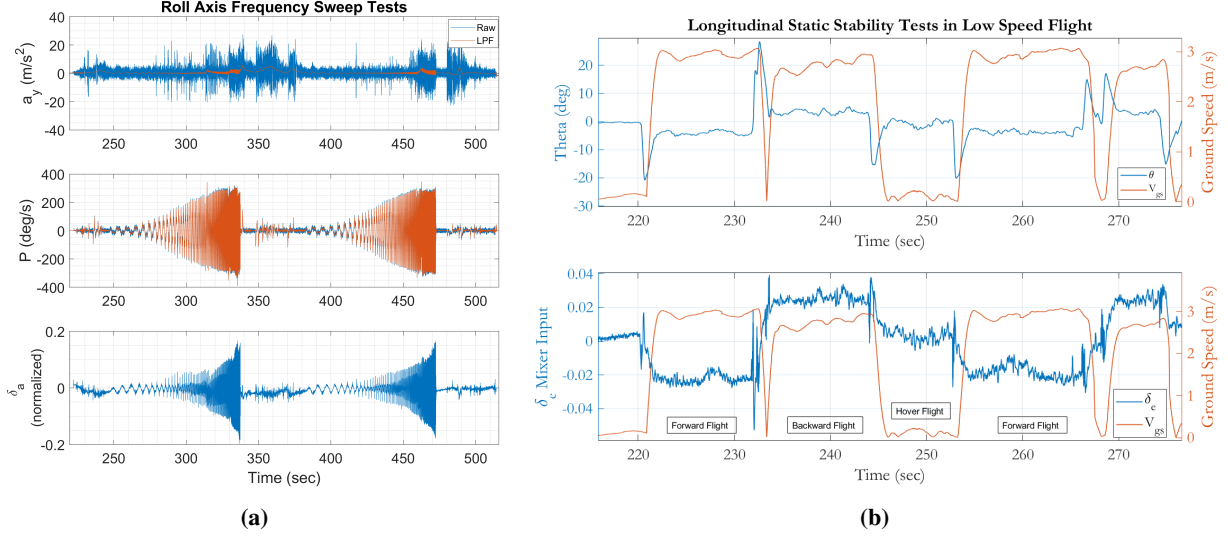 Roll Axis Frequency Sweep Tests
Raw
LPF
a_y (m/s²)
40
20
0
-20
-40
250 300 350 400 450 500
P (deg/s)
400
200
0
-200
-400
250 300 350 400 450 500
δ_a
(normalized)
0.2
0
-0.2
250 300 350 400 450 500
Time (sec)
(a)
Longitudinal Static Stability Tests in Low Speed Flight
Theta (deg)
20
10
0
-10
-20
-30
Ground Speed (m/s)
3
2
1
0
θ
V_gs
220 230 240 250 260 270
Time (sec)
δ_e Mixer Input
0.04
0.02
0
-0.02
-0.04
Ground Speed (m/s)
3
2
1
0
Forward Flight
Backward Flight
Hover Flight
Forward Flight
δ_e
V_gs
220 230 240 250 260 270
Time (sec)
(b)